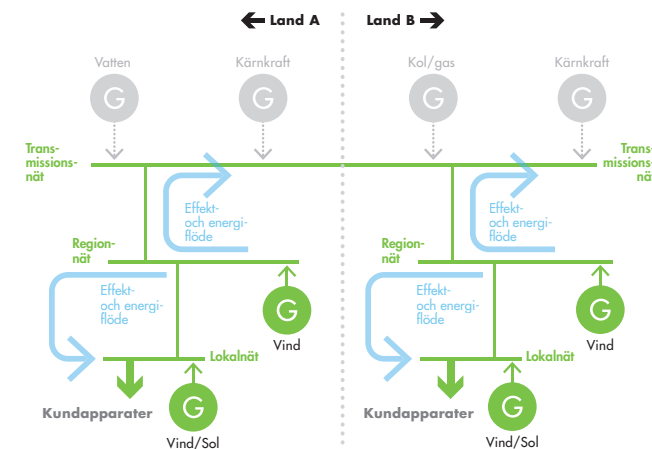 Land A
Land B
Vatten
Kärnkraft
Kol/gas
Kärnkraft
G
G
G
G
Trans-
missions-
nät
Trans-
missions-
nät
Effekt-
och energi-
flöde
Effekt-
och energi-
flöde
Region-
nät
Region-
nät
Effekt-
och energi-
flöde
Effekt-
och energi-
flöde
G
G
Vind
Vind
Lokalnät
Lokalnät
Kundapparater
G
Kundapparater
G
Vind/Sol
Vind/Sol